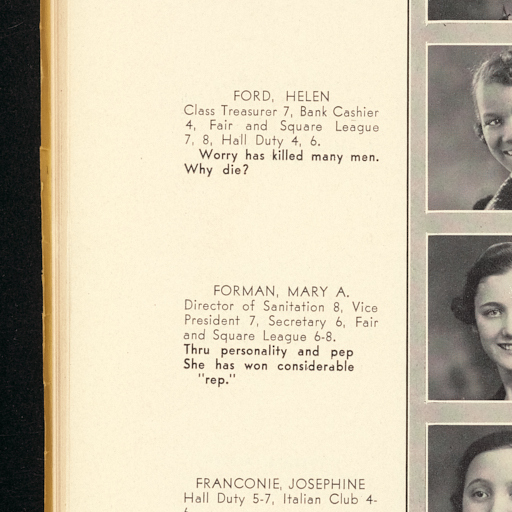 FORD, HELEN
Class Treasurer 7, Bank Cashier
4, Fair and Square League
7, 8, Hall Duty 4, 6.
Worry has killed many men.
Why die?
FORMAN, MARY A.
Director of Sanitation 8, Vice
President 7, Secretary 6, Fair
and Square League 6-8.
Thru personality and pep
She has won considerable
"rep."
FRANCONIE, JOSEPHINE
Hall Duty 5-7, Italian Club 4-